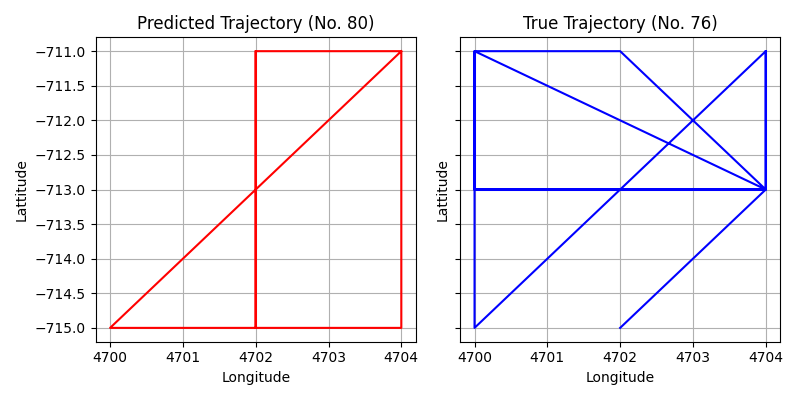 Predicted Trajectory (No. 80)
True Trajectory (No. 76)
−711.0
−711.5
−712.0
−712.5
−713.0
−713.5
−714.0
−714.5
−715.0
Lattitude
Lattitude
4700 4701 4702 4703 4704
4700 4701 4702 4703 4704
Longitude
Longitude